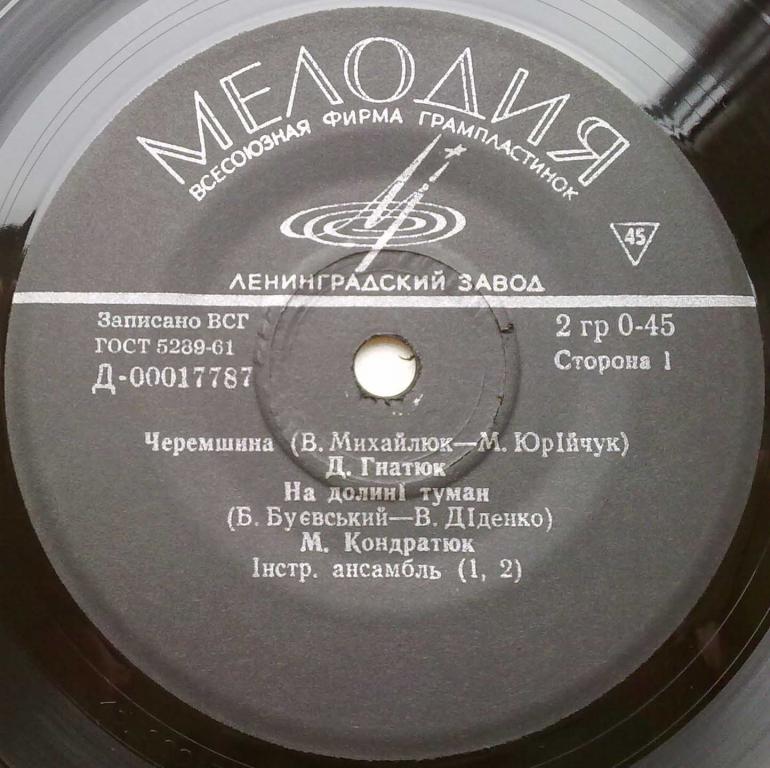 МЕЛОДИЯ
ВСЕСОЮЗНАЯ ФИРМА ГРАМПЛАСТИНОК
45
ЛЕНИНГРАДСКИЙ ЗАВОД
Записано ВСГ
ГОСТ 5289-61
Д-00017787
2 гр 0-45
Сторона 1
Черемшина (В. Михайлюк—М. Юрійчук)
Д. Гнатюк
На долині туман
(Б. Буєвський—В. Діденко)
М. Кондратюк
Інстр. ансамбль (1, 2)